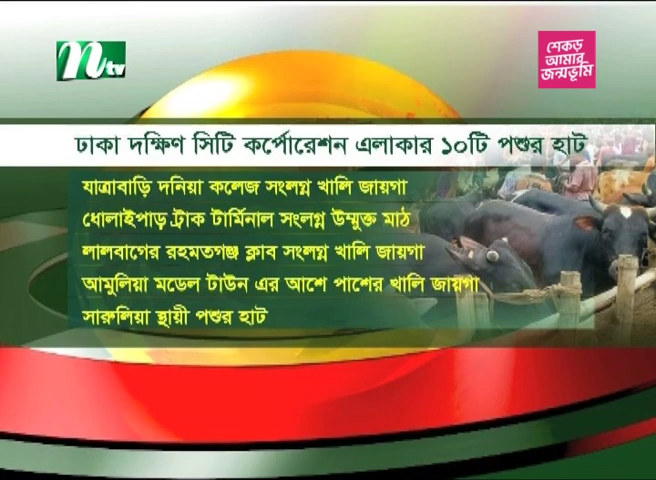 ntv
শেকড়
আমার
জন্মভূমি
ঢাকা দক্ষিণ সিটি কর্পোরেশন এলাকার ১০টি পশুর হাট
যাত্রাবাড়ি দনিয়া কলেজ সংলগ্ন খালি জায়গা
ধোলাইপাড় ট্রাক টার্মিনাল সংলগ্ন উম্মুক্ত মাঠ
লালবাগের রহমতগঞ্জ ক্লাব সংলগ্ন খালি জায়গা
আমুলিয়া মডেল টাউন এর আশে পাশের খালি জায়গা
সারুলিয়া স্থায়ী পশুর হাট